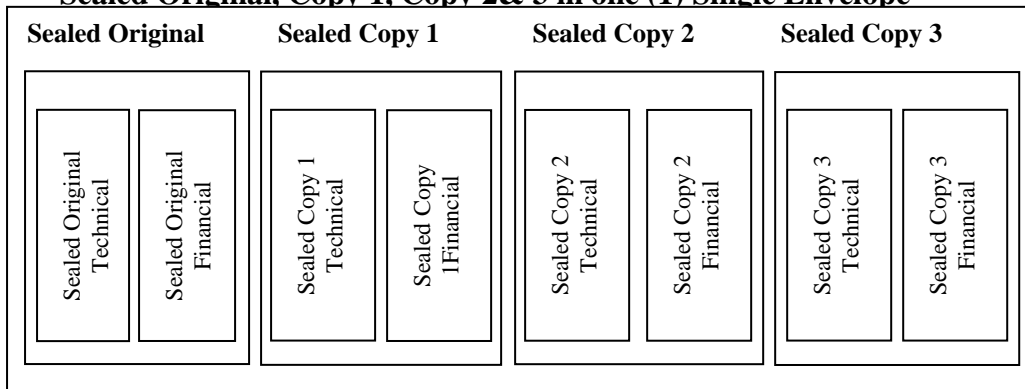 Sealed Original, Copy 1, Copy 2& 3 in one (1) Single Envelope
Sealed Original
Sealed Copy 1
Sealed Copy 2
Sealed Copy 3
Sealed Original
Technical
Sealed Original
Financial
Sealed Copy 1
Technical
Sealed Copy
1Financial
Sealed Copy 2
Technical
Sealed Copy 2
Financial
Sealed Copy 3
Technical
Sealed Copy 3
Financial